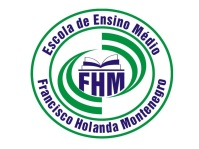 Escola de Ensino Médio
FHM
Francisco Holanda Montenegro